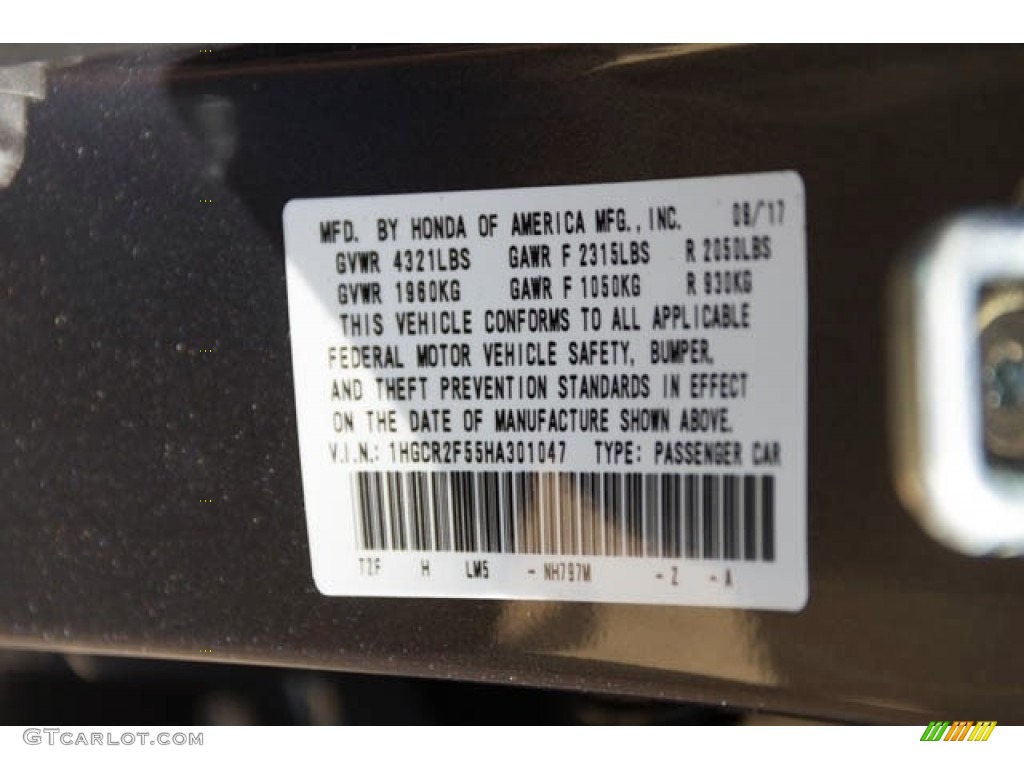 MFD. BY HONDA OF AMERICA MFG., INC. 08/'17
GVWR 4321LBS GAWR F 2315LBS R 2050LBS
GVWR 1960KG GAWR F 1050KG R 930KG
THIS VEHICLE CONFORMS TO ALL APPLICABLE
FEDERAL MOTOR VEHICLE SAFETY, BUMPER,
AND THEFT PREVENTION STANDARDS IN EFFECT
ON THE DATE OF MANUFACTURE SHOWN ABOVE.
V.I.N.: 1HGCR2F55HA301047 TYPE: PASSENGER CAR
T2F H LM5 - NH797M - Z - A
GTCarlot.com